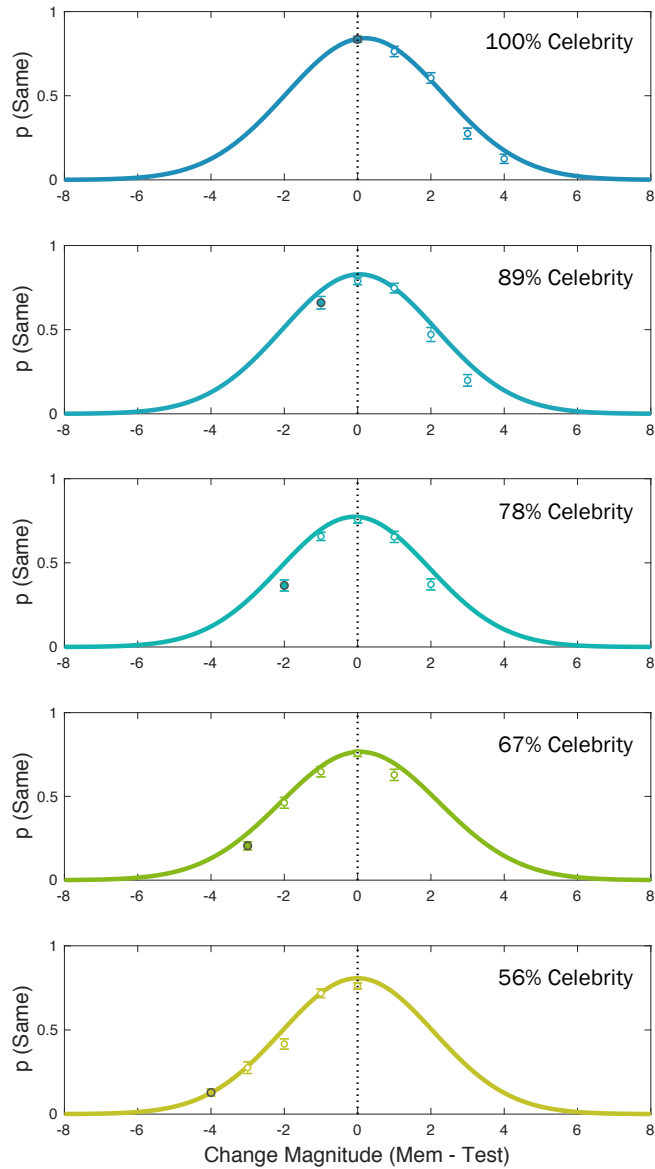 1
100% Celebrity
p (Same)
0.5
0
-8 -6 -4 -2 0 2 4 6 8
1
89% Celebrity
p (Same)
0.5
0
-8 -6 -4 -2 0 2 4 6 8
1
78% Celebrity
p (Same)
0.5
0
-8 -6 -4 -2 0 2 4 6 8
1
67% Celebrity
p (Same)
0.5
0
-8 -6 -4 -2 0 2 4 6 8
1
56% Celebrity
p (Same)
0.5
0
-8 -6 -4 -2 0 2 4 6 8
Change Magnitude (Mem - Test)